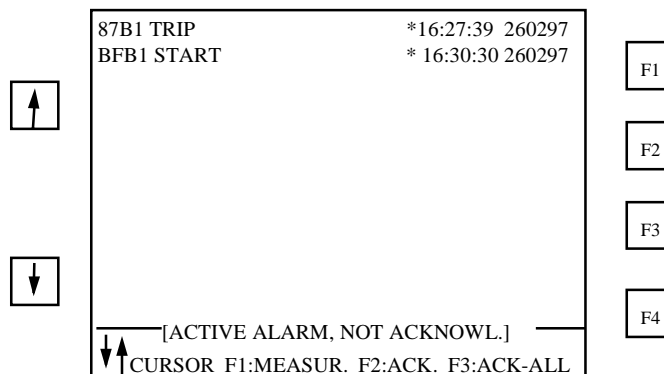 87B1 TRIP *16:27:39 260297
BFB1 START * 16:30:30 260297
[ACTIVE ALARM, NOT ACKNOWL.]
CURSOR F1:MEASUR. F2:ACK. F3:ACK-ALL
F1
F2
F3
F4